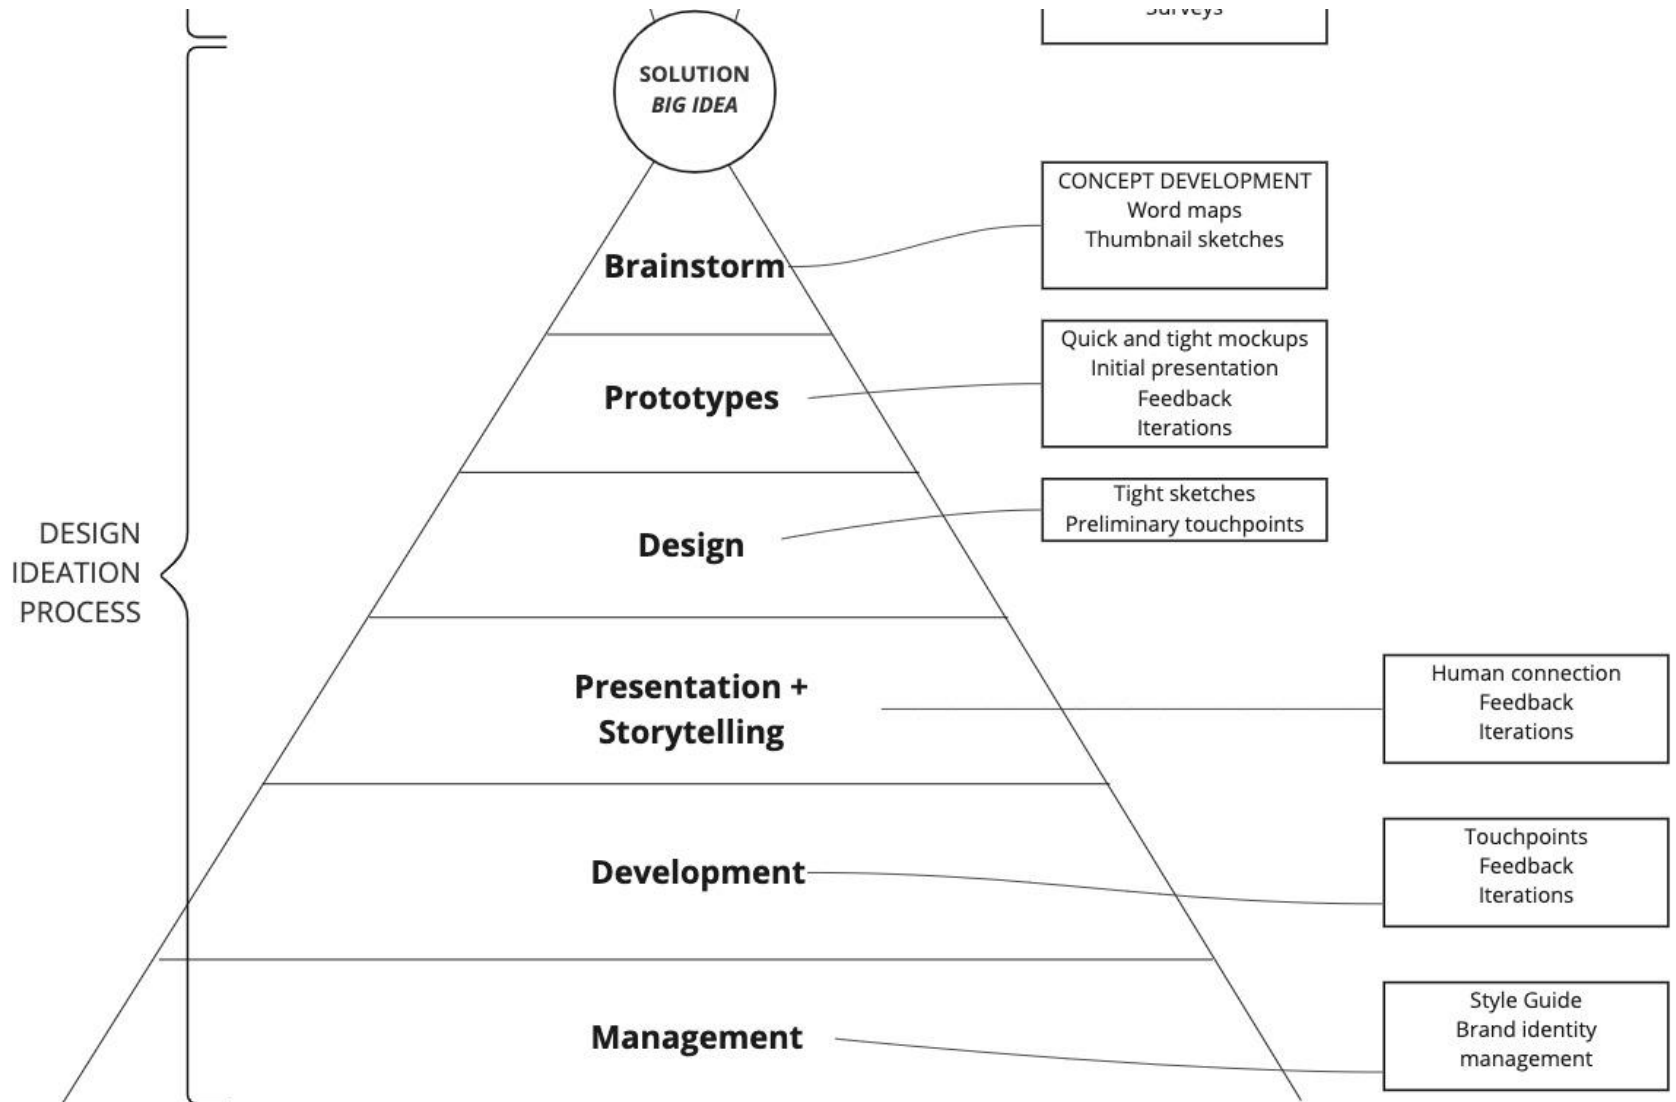 Surveys
SOLUTION
BIG IDEA
CONCEPT DEVELOPMENT
Word maps
Thumbnail sketches
Brainstorm
Quick and tight mockups
Initial presentation
Feedback
Iterations
Prototypes
Tight sketches
Preliminary touchpoints
Design
DESIGN
IDEATION
PROCESS
Human connection
Feedback
Iterations
Presentation +
Storytelling
Touchpoints
Feedback
Iterations
Development
Style Guide
Brand identity
management
Management